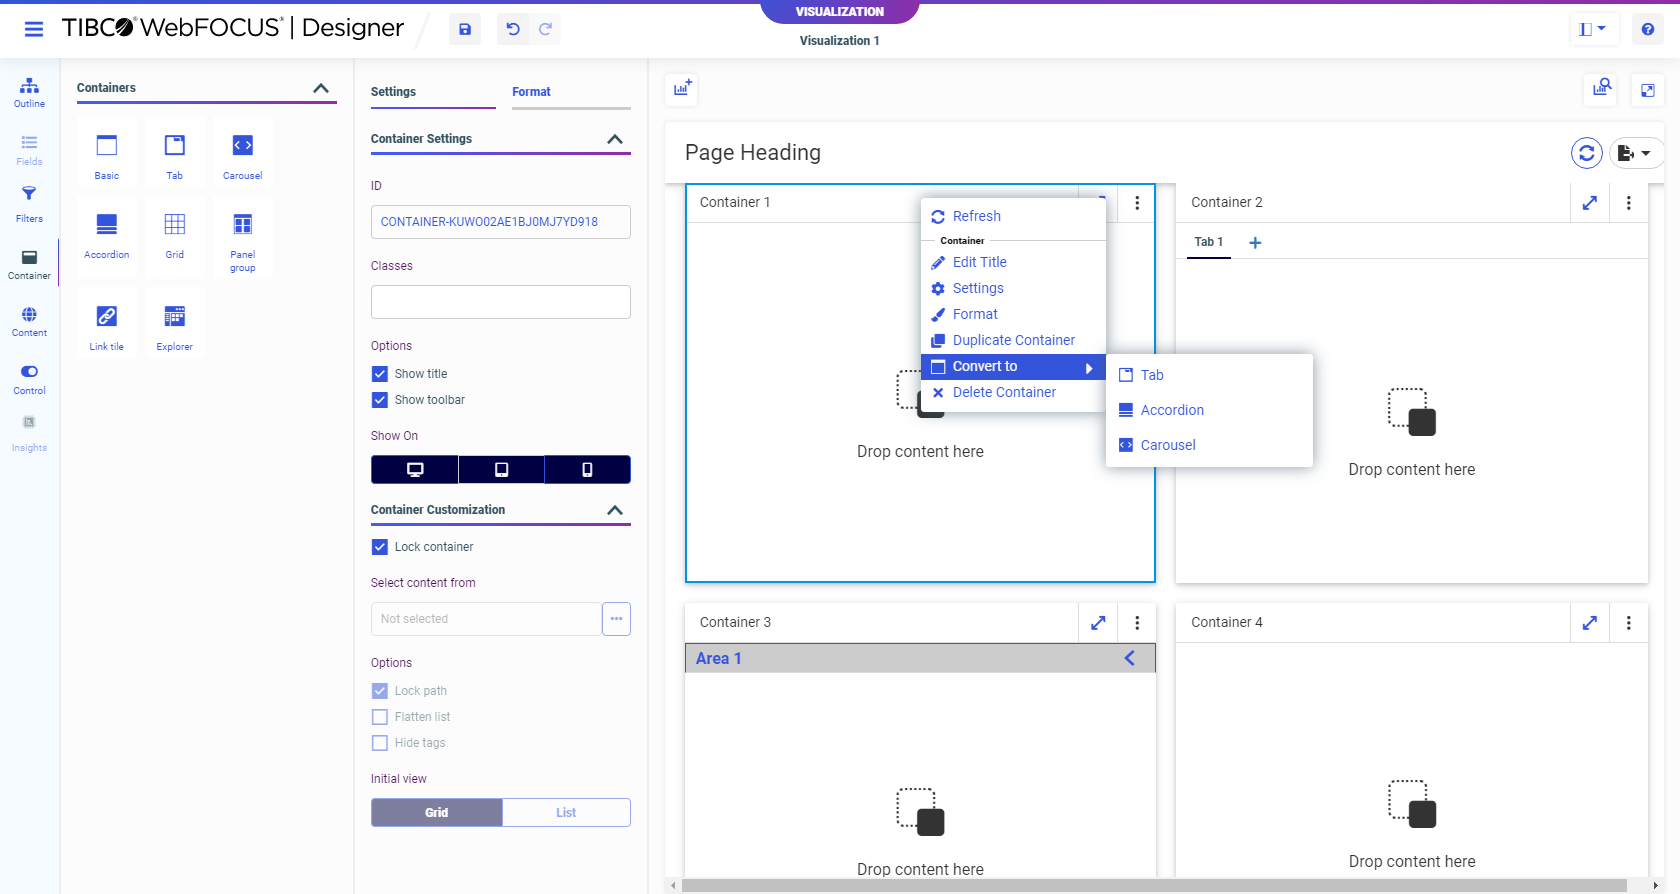 TIBCO® WebFOCUS® | Designer
VISUALIZATION
Visualization 1
Outline
Fields
Filters
Container
Content
Control
Insights
Containers
Basic
Tab
Carousel
Accordion
Grid
Panel
group
Link tile
Explorer
Settings
Format
Container Settings
ID
CONTAINER-KUWO02AE1BJ0MJ7YD918
Classes
Options
Show title
Show toolbar
Show On
Container Customization
Lock container
Select content from
Not selected
Options
Lock path
Flatten list
Hide tags
Initial view
Grid
List
Page Heading
Container 1
Refresh
Container
Edit Title
Settings
Format
Duplicate Container
Convert to
Delete Container
Tab
Accordion
Carousel
Drop content here
Container 2
Tab 1
Drop content here
Container 3
Area 1
Drop content here
Container 4
Drop content here